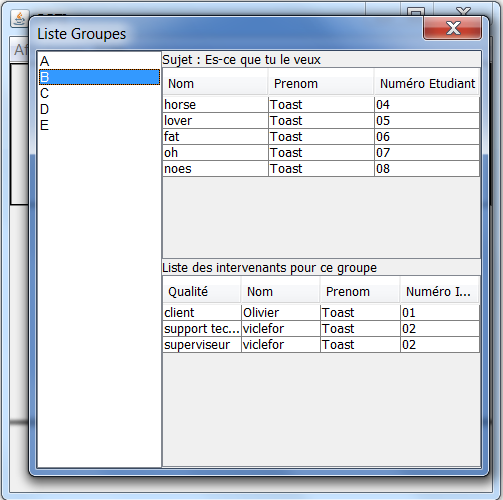 Liste Groupes
A
B
C
D
E
Sujet : Es-ce que tu le veux
Nom Prenom Numéro Etudiant
horse Toast 04
lover Toast 05
fat Toast 06
oh Toast 07
noes Toast 08
Liste des intervenants pour ce groupe
Qualité Nom Prenom Numéro I...
client Olivier Toast 01
support tec... viclefor Toast 02
superviseur viclefor Toast 02